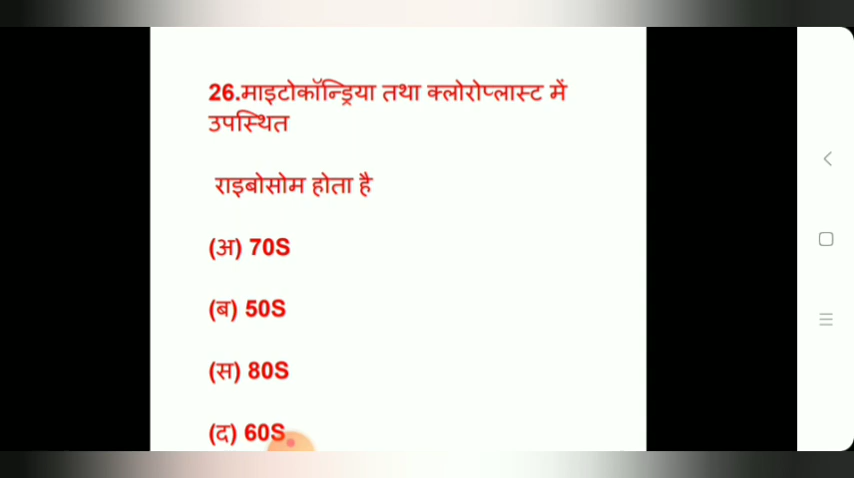 26.माइटोकॉन्ड्रिया तथा क्लोरोप्लास्ट में
उपस्थित
राइबोसोम होता है
(अ) 70S
(ब) 50S
(स) 80S
(द) 60S